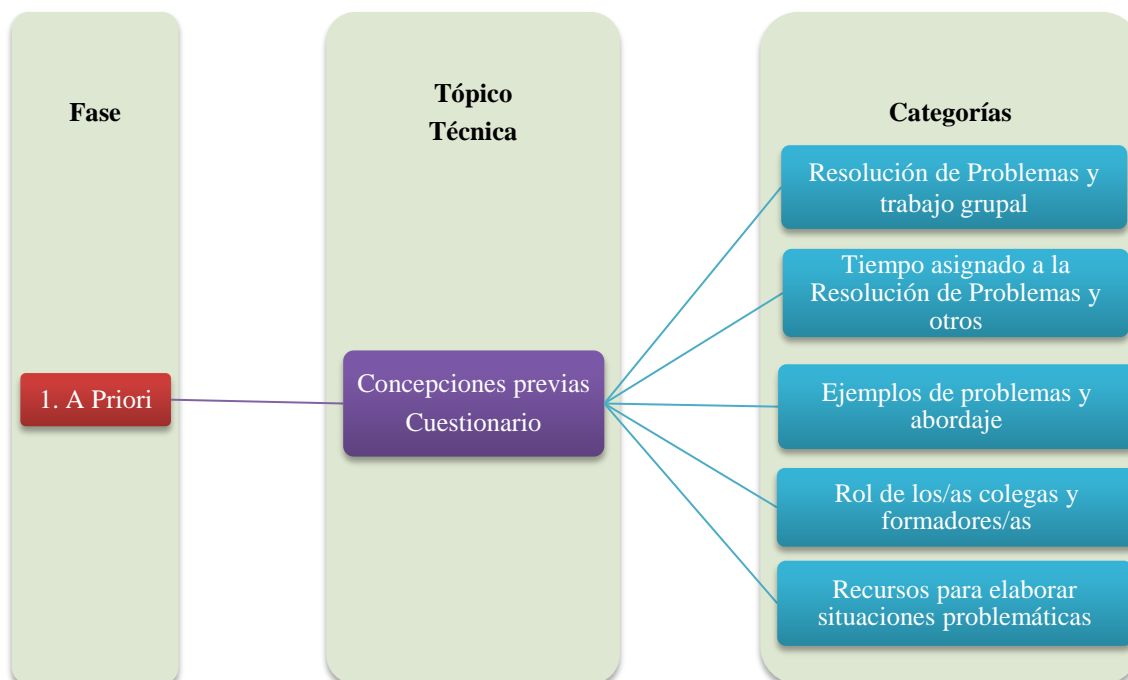 Fase
Tópico
Técnica
Categorías
1. A Priori
Concepciones previas
Cuestionario
Resolución de Problemas y
trabajo grupal
Tiempo asignado a la
Resolución de Problemas y
otros
Ejemplos de problemas y
abordaje
Rol de los/as colegas y
formadores/as
Recursos para elaborar
situaciones problemáticas